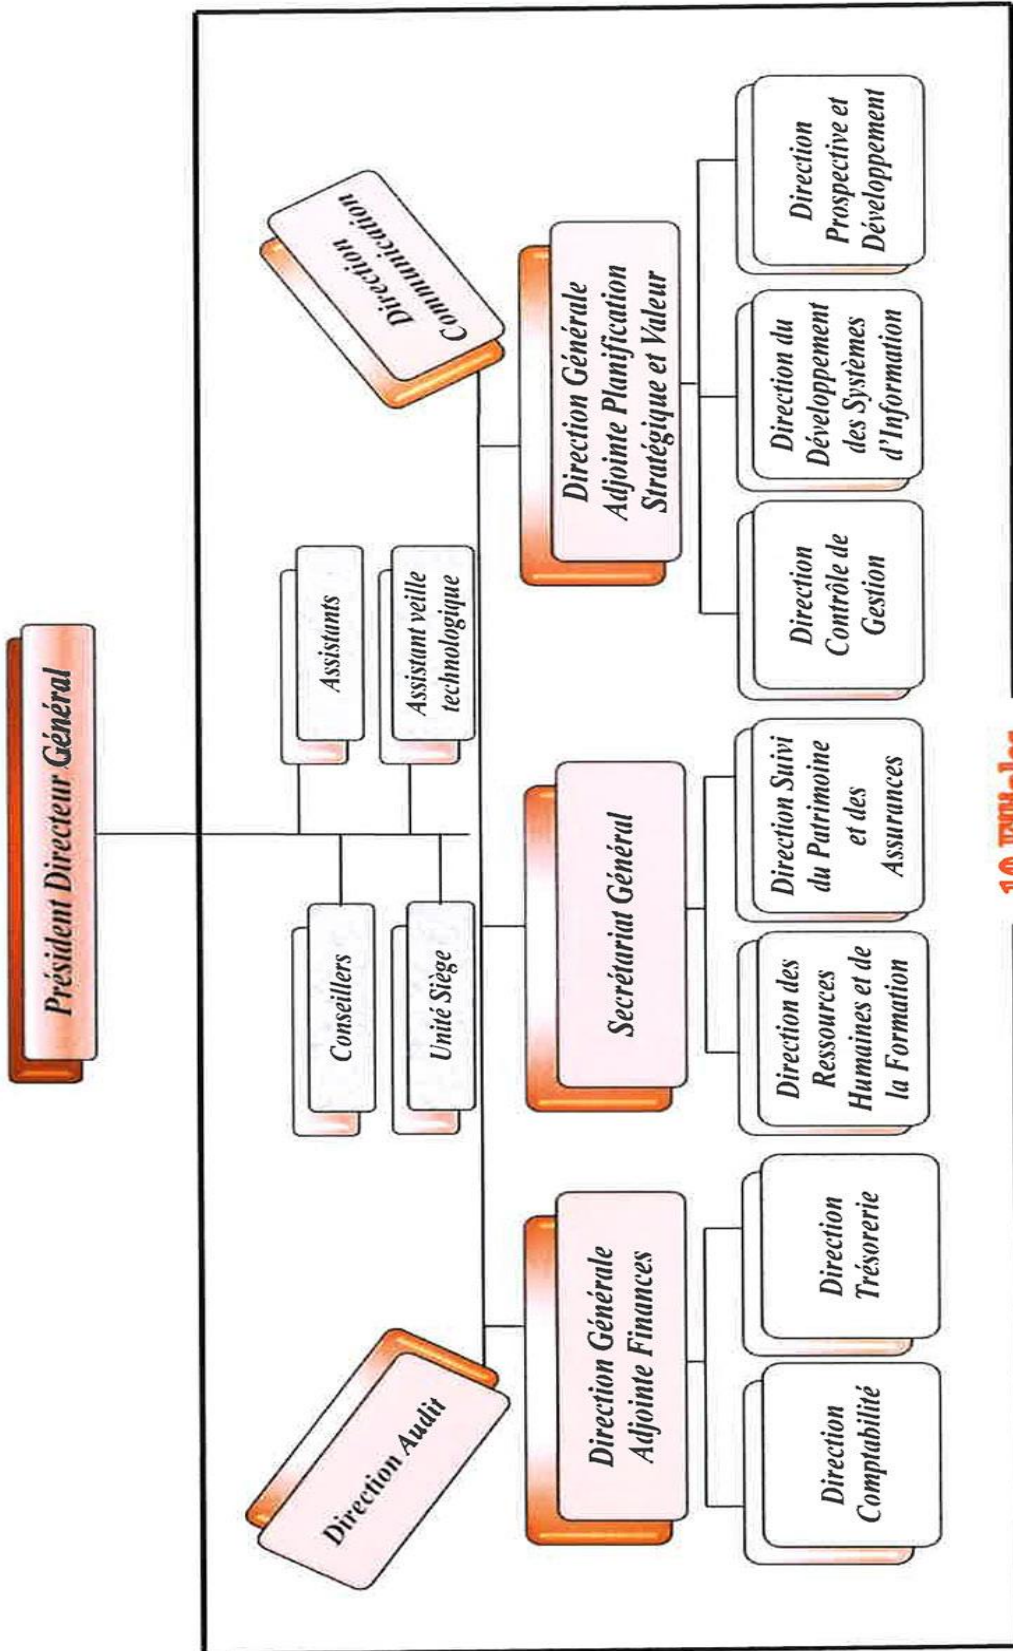 Président Directeur Général
Conseillers
Assistants
Unité Siège
Assistant veille
technologique
Direction Audit
Direction
Communication
Direction Générale
Adjointe Finances
Secrétariat Général
Direction Générale
Adjointe Planification
Stratégique et Valeur
Direction
Comptabilité
Direction
Trésorerie
Direction des
Ressources
Humaines et de
la Formation
Direction Suivi
du Patrimoine
et des
Assurances
Direction
Contrôle de
Gestion
Direction du
Développement
des Systèmes
d'Information
Direction
Prospective et
Développement